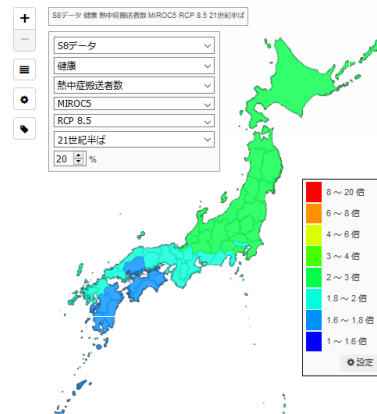 S8データ 健康 熱中症搬送者数 MIROC5 RCP 8.5 21世紀半ば
S8データ
健康
熱中症搬送者数
MIROC5
RCP 8.5
21世紀半ば
20 %
8 ～ 20 倍
6 ～ 8 倍
4 ～ 6 倍
3 ～ 4 倍
2 ～ 3 倍
1.8 ～ 2 倍
1.6 ～ 1.8 倍
1 ～ 1.6 倍
設定